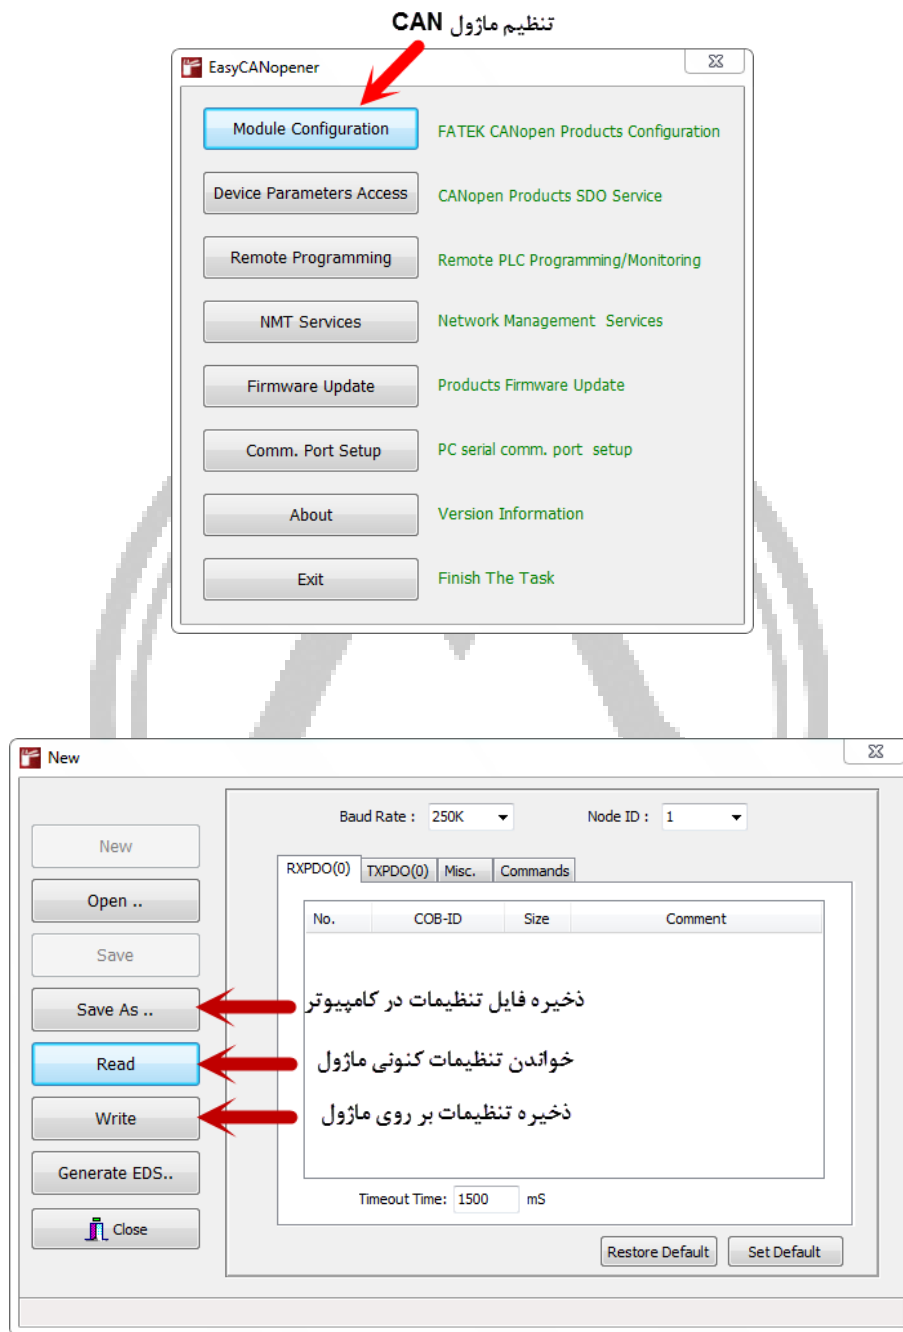 تنظیم ماژول CAN
EasyCANopener
Module Configuration FATEK CANopen Products Configuration
Device Parameters Access CANopen Products SDO Service
Remote Programming Remote PLC Programming/Monitoring
NMT Services Network Management Services
Firmware Update Products Firmware Update
Comm. Port Setup PC serial comm. port setup
About Version Information
Exit Finish The Task
New
Baud Rate : 250K Node ID : 1
New
RXPDO(0) TXPDO(0) Misc. Commands
Open ..
No. COB-ID Size Comment
Save
Save As .. ذخیره فایل تنظیمات در کامپیوتر
Read خواندن تنظیمات کنونی ماژول
Write ذخیره تنظیمات بر روی ماژول
Generate EDS..
Timeout Time: 1500 mS
Close
Restore Default Set Default